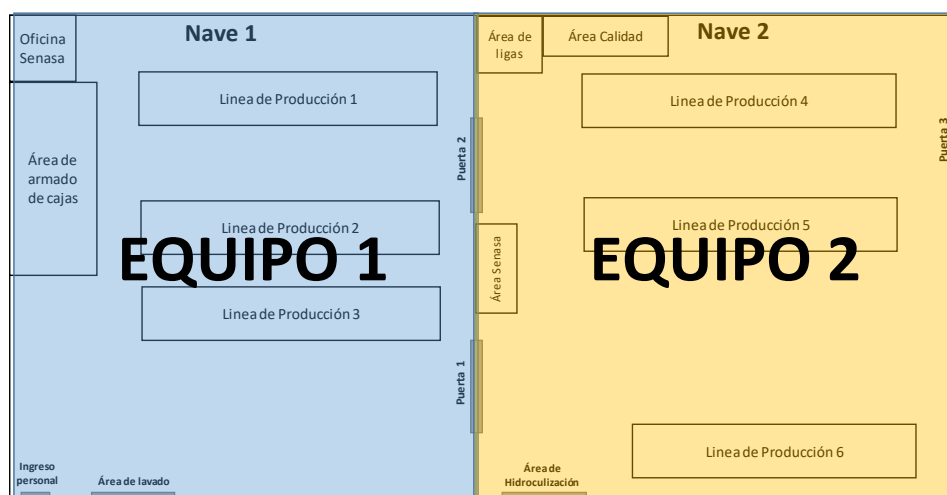 Nave 1
Oficina
Senasa
Linea de Producción 1
Área de
armado
de cajas
Puerta 2
Linea de Producción 2
EQUIPO 1
Linea de Producción 3
Puerta 1
Ingreso
personal
Área de lavado
Nave 2
Área de
ligas
Área Calidad
Linea de Producción 4
Puerta 3
Linea de Producción 5
Área Senasa
EQUIPO 2
Linea de Producción 6
Área de
Hidroculización